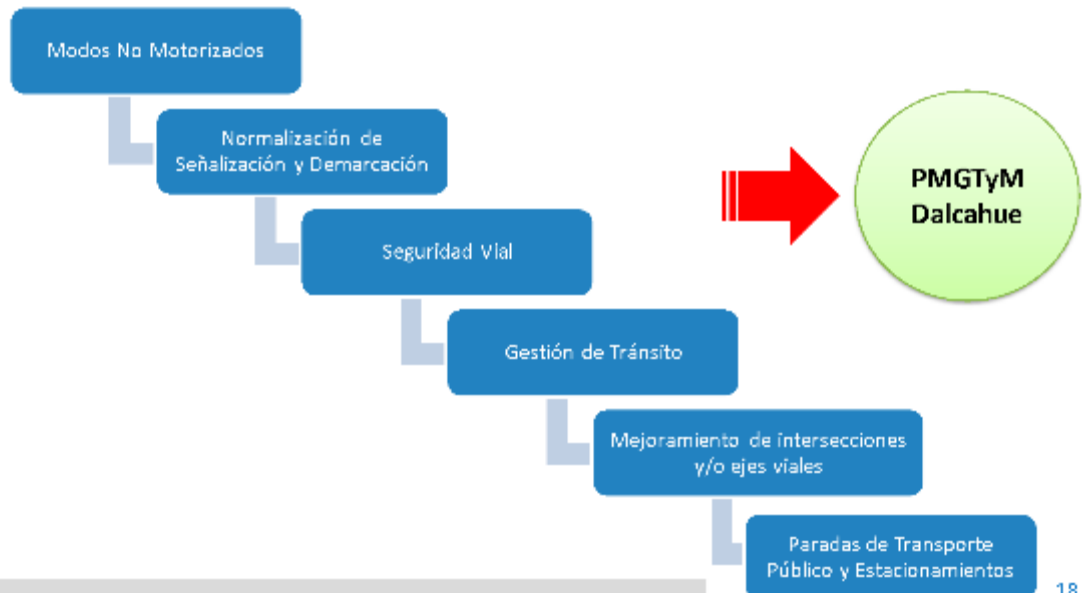 Modos No Motorizados
Normalización de
Señalización y Demarcación
PMGTyM
Dalcahue
Seguridad Vial
Gestión de Tránsito
Mejoramiento de intersecciones
y/o ejes viales
Paradas de Transporte
Público y Estacionamientos
18